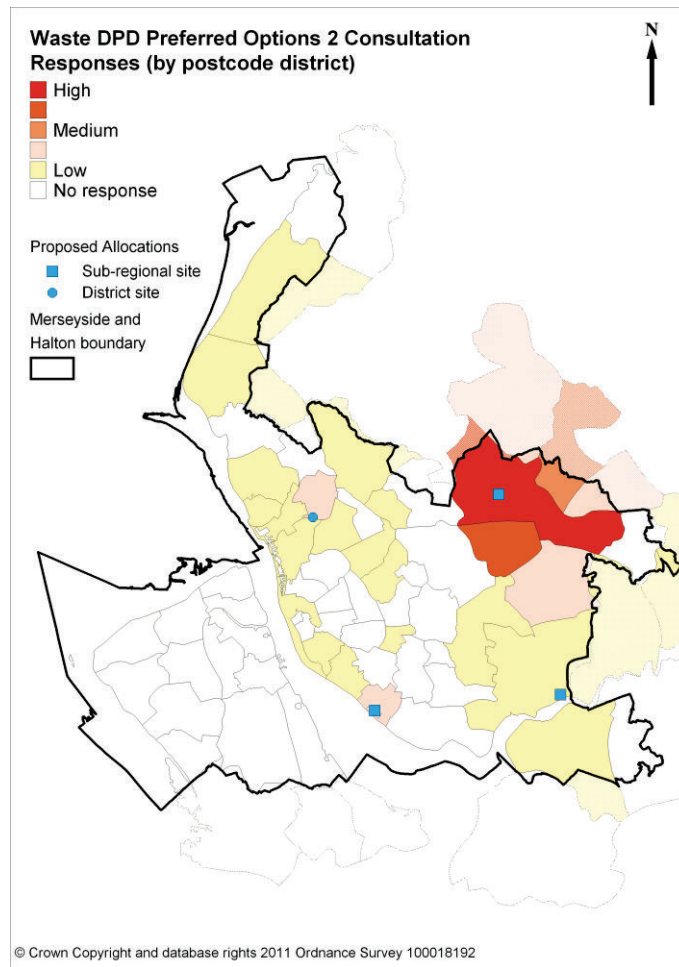 Waste DPD Preferred Options 2 Consultation
Responses (by postcode district)
N
High
Medium
Low
No response
Proposed Allocations
Sub-regional site
District site
Merseyside and
Halton boundary
© Crown Copyright and database rights 2011 Ordnance Survey 100018192